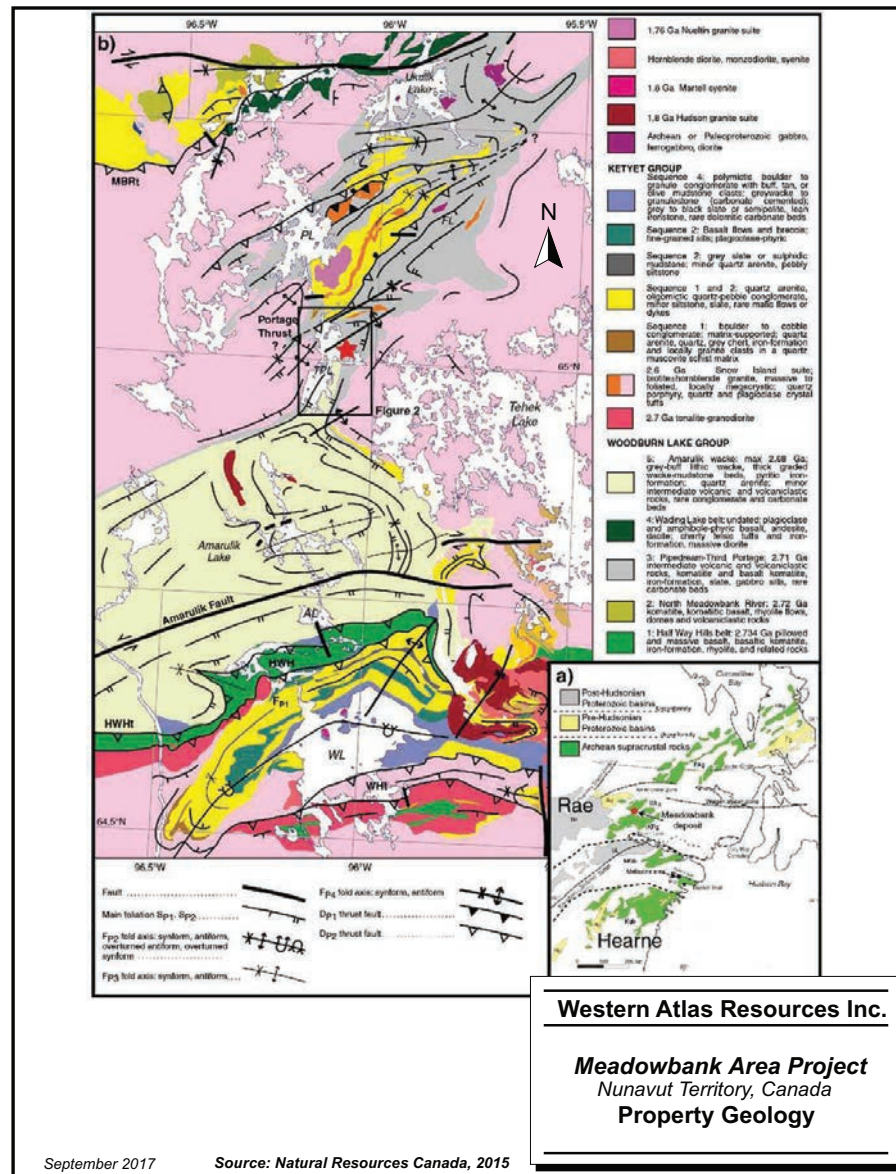 96.5°W
96°W
95.5°W
b)
Lake
MBRt
PL
FL
?
N
Portage
Thrust
?
TPL
65°N
Figure 2
Tehek
Lake
Amarulik
Lake
Amarulik Fault
AL
HWH
HWHt
FP1
WL
WHt
64.5°N
96.5°W
96°W
1.76 Ga Nueltin granite suite
Hornblende diorite, monzodiorite, syenite
1.8 Ga Martell syenite
1.8 Ga Hudson granite suite
Archean or Paleoproterozoic gabbro,
ferrogabbro, diorite
KETYET GROUP
Sequence 4: polymictic boulder to
granule conglomerate with buff, tan, or
olive mudstone clasts; greywacke to
granulestone (carbonate cemented);
grey to black slate or semipelite, lean
ironstone, rare dolomitic carbonate beds
Sequence 2: Basalt flows and breccia;
fine-grained sills; plagioclase-phyric
Sequence 2: grey slate or sulphidic
mudstone; minor quartz arenite, pebbly
siltstone
Sequence 1 and 2: quartz arenite,
oligomictic quartz-pebble conglomerate,
minor siltstone, slate, rare mafic flows or
dykes
Sequence 1: boulder to cobble
conglomerate; matrix-supported; quartz
arenite, quartz, grey chert, iron-formation
and locally granite clasts in a quartz
muscovite schist matrix
2.6 Ga Snow Island suite;
biotite±hornblende granite, massive to
foliated, locally megacrystic; quartz
porphyry, quartz and plagioclase crystal
tuffs
2.7 Ga tonalite-granodiorite
WOODBURN LAKE GROUP
5: Amarulik wacke: max 2.68 Ga;
grey-buff lithic wacke, thick graded
wacke-mudstone beds, pyritic iron-
formation; quartz arenite; minor
intermediate volcanic and volcaniclastic
rocks, rare conglomerate and carbonate
beds
4: Wading Lake belt: undated; plagioclase
and amphibole-phyric basalt, andesite,
dacite; cherty felsic tuffs and iron-
formation, massive diorite
3: Pipedream-Third Portage: 2.71 Ga
intermediate volcanic and volcaniclastic
rocks, komatiite and basalt komatiite,
iron-formation, slate, gabbro sills, rare
carbonate beds
2: North Meadowbank River: 2.72 Ga
komatiite, komatiitic basalt, rhyolite flows,
domes and volcaniclastic rocks
1: Half Way Hills belt: 2.734 Ga pillowed
and massive basalt, basaltic komatiite,
iron-formation, rhyolite, and related rocks
a)
Post-Hudsonian
Proterozoic basins
Pre-Hudsonian
Proterozoic basins
Archean supracrustal rocks
Rae
Meadowbank
deposit
Hudson Bay
Hearne
Fault
Main foliation SP1, SP2
FP2 fold axis: synform, antiform,
overturned antiform, overturned
synform
FP3 fold axis: synform, antiform,
FP4 fold axis: synform, antiform
DP1 thrust fault
DP2 thrust fault
Western Atlas Resources Inc.
Meadowbank Area Project
Nunavut Territory, Canada
Property Geology
September 2017
Source: Natural Resources Canada, 2015